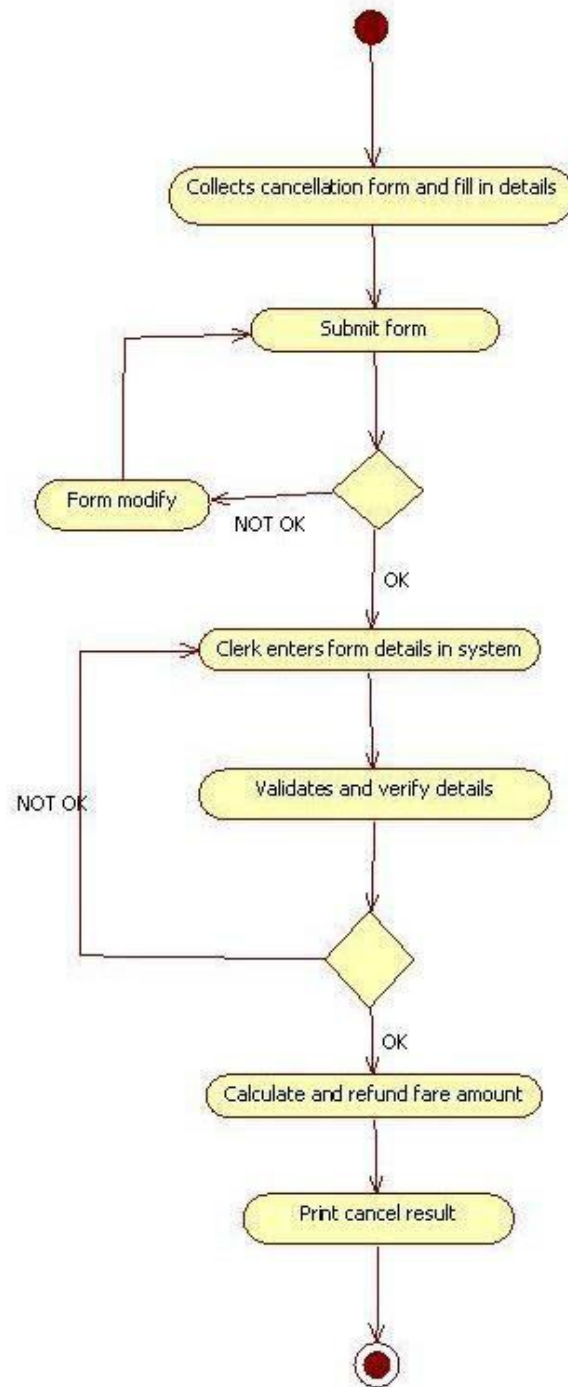 Collects cancellation form and fill in details
Submit form
Form modify
NOT OK
OK
Clerk enters form details in system
Validates and verify details
NOT OK
OK
Calculate and refund fare amount
Print cancel result